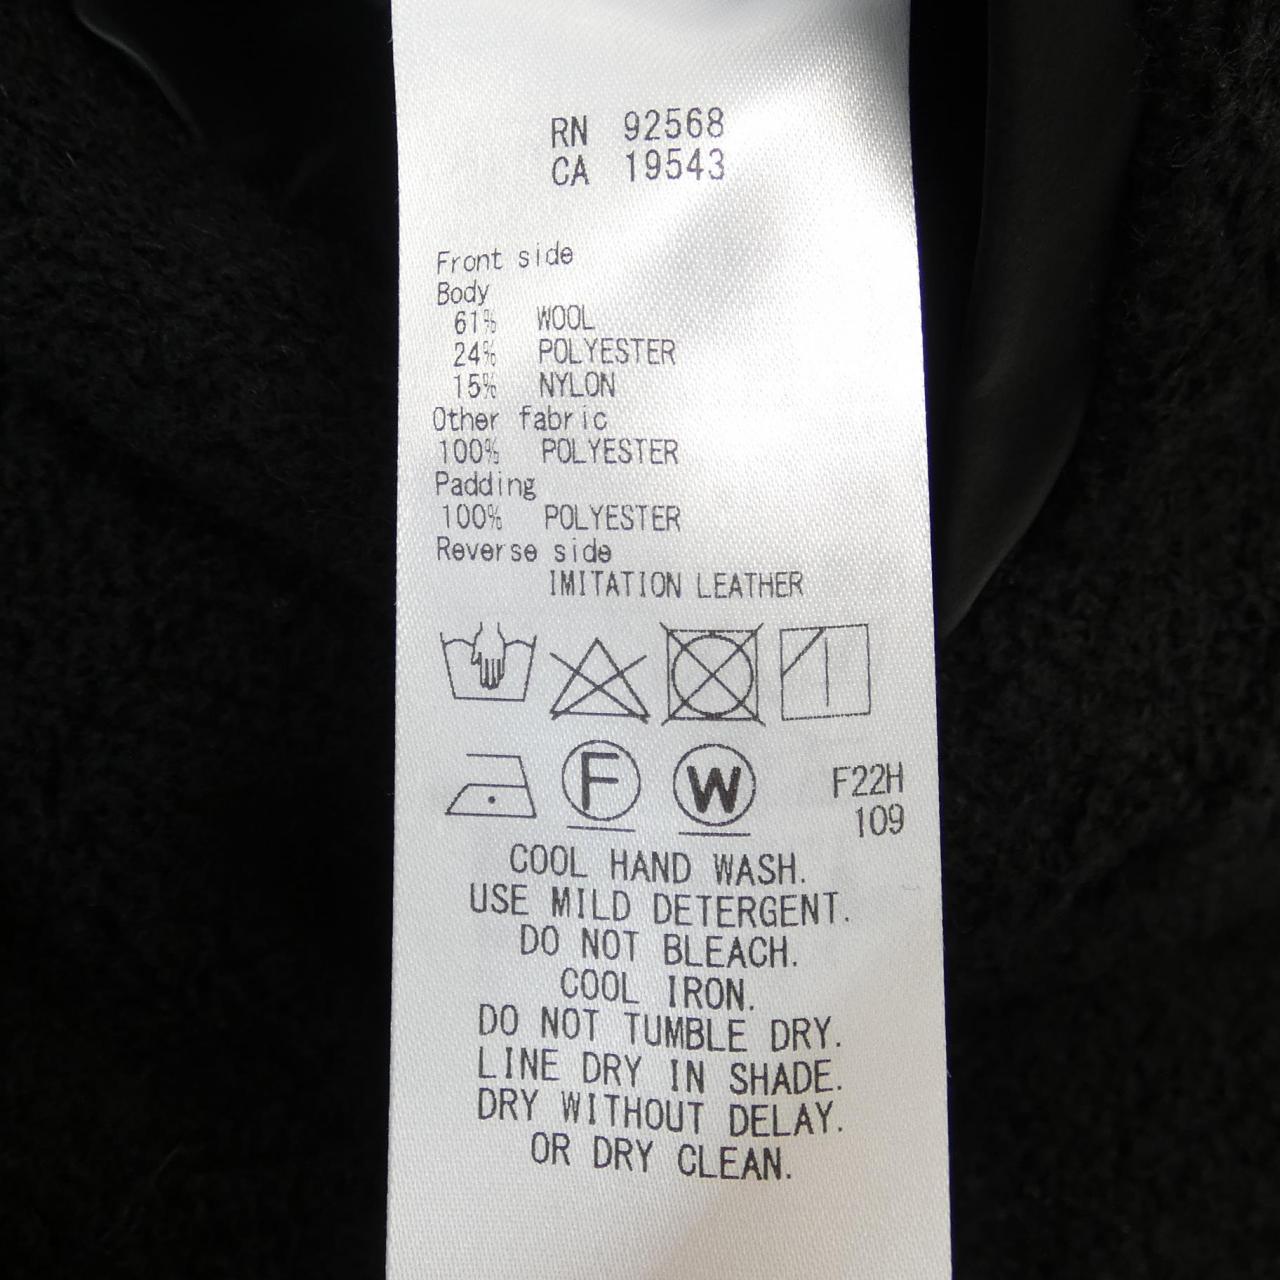 RN 92568
CA 19543
Front side
Body
61% WOOL
24% POLYESTER
15% NYLON
Other fabric
100% POLYESTER
Padding
100% POLYESTER
Reverse side
IMITATION LEATHER
F W F22H
109
COOL HAND WASH.
USE MILD DETERGENT.
DO NOT BLEACH.
COOL IRON.
DO NOT TUMBLE DRY.
LINE DRY IN SHADE.
DRY WITHOUT DELAY.
OR DRY CLEAN.